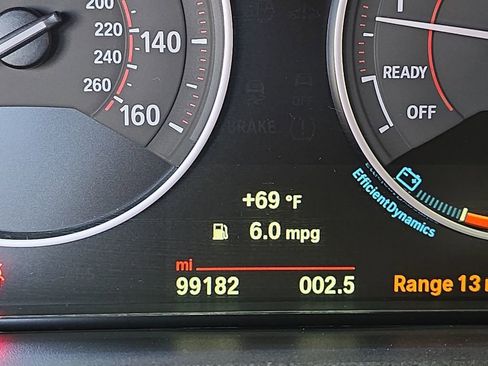 200
220
240
260
140
160
READY
OFF
OFF
BRAKE
EfficientDynamics
+69 °F
6.0 mpg
mi
99182 002.5 Range 13